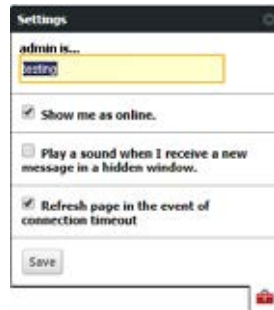 Settings
admin is...
testing
Show me as online.
Play a sound when I receive a new
message in a hidden window.
Refresh page in the event of
connection timeout
Save